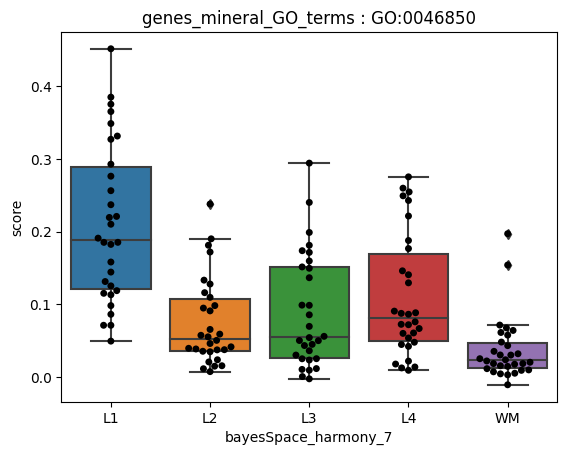 genes_mineral_GO_terms : GO:0046850
0.4
0.3
0.2
0.1
0.0
score
L1 L2 L3 L4 WM
bayesSpace_harmony_7